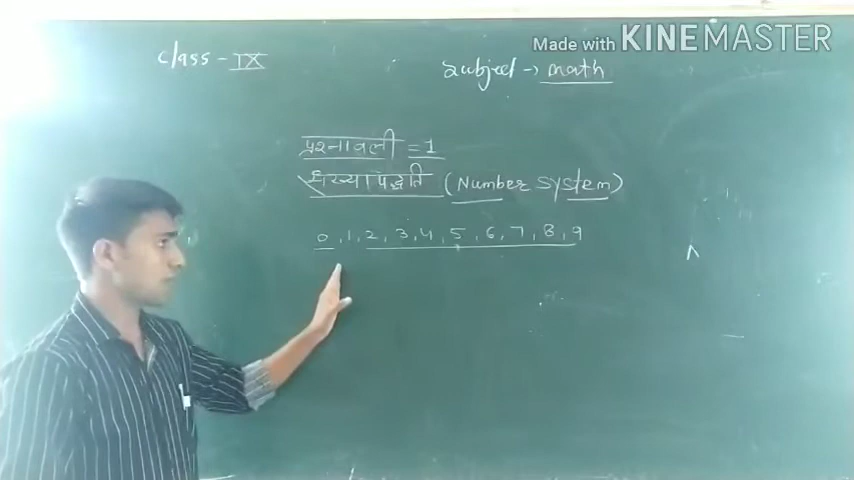 Made with KINEMASTER
Class - IX
Subject → math
प्रश्नावली = 1
संख्या पद्धति (Number System)
0, 1, 2, 3, 4, 5, 6, 7, 8, 9